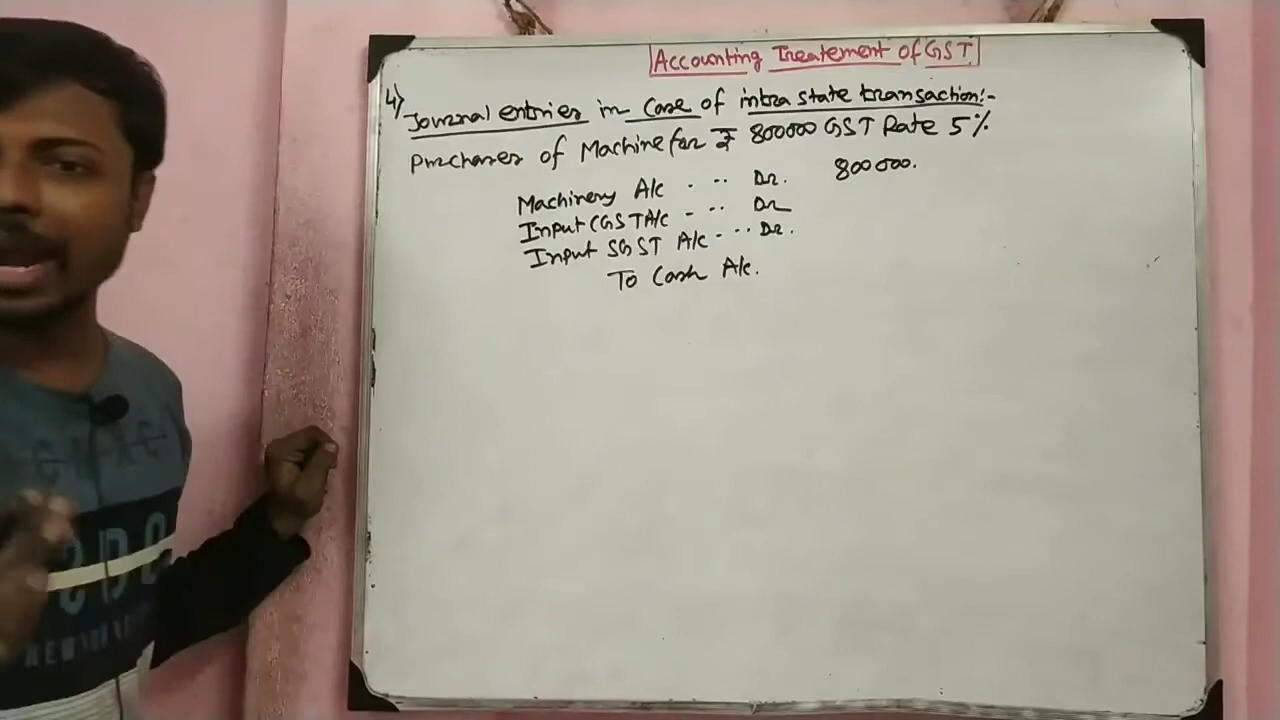 Accounting Treatement of GST
4) Journal entries in Case of intra state transaction:-
Purchases of Machine for ₹ 800000 GST Rate 5%
Machinery A/c - .. Dr. 800000.
Input CGST A/c - .. Dr
Input SGST A/c - .. Dr.
To Cash A/c.